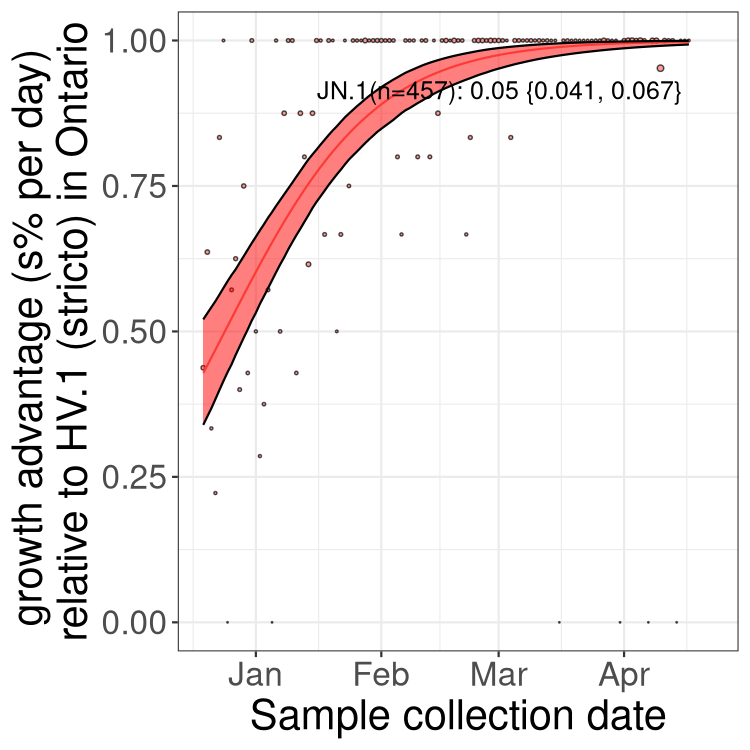 growth advantage (s% per day)
relative to HV.1 (stricto) in Ontario
1.00
0.75
0.50
0.25
0.00
JN.1(n=457): 0.05 {0.041, 0.067}
Jan Feb Mar Apr
Sample collection date